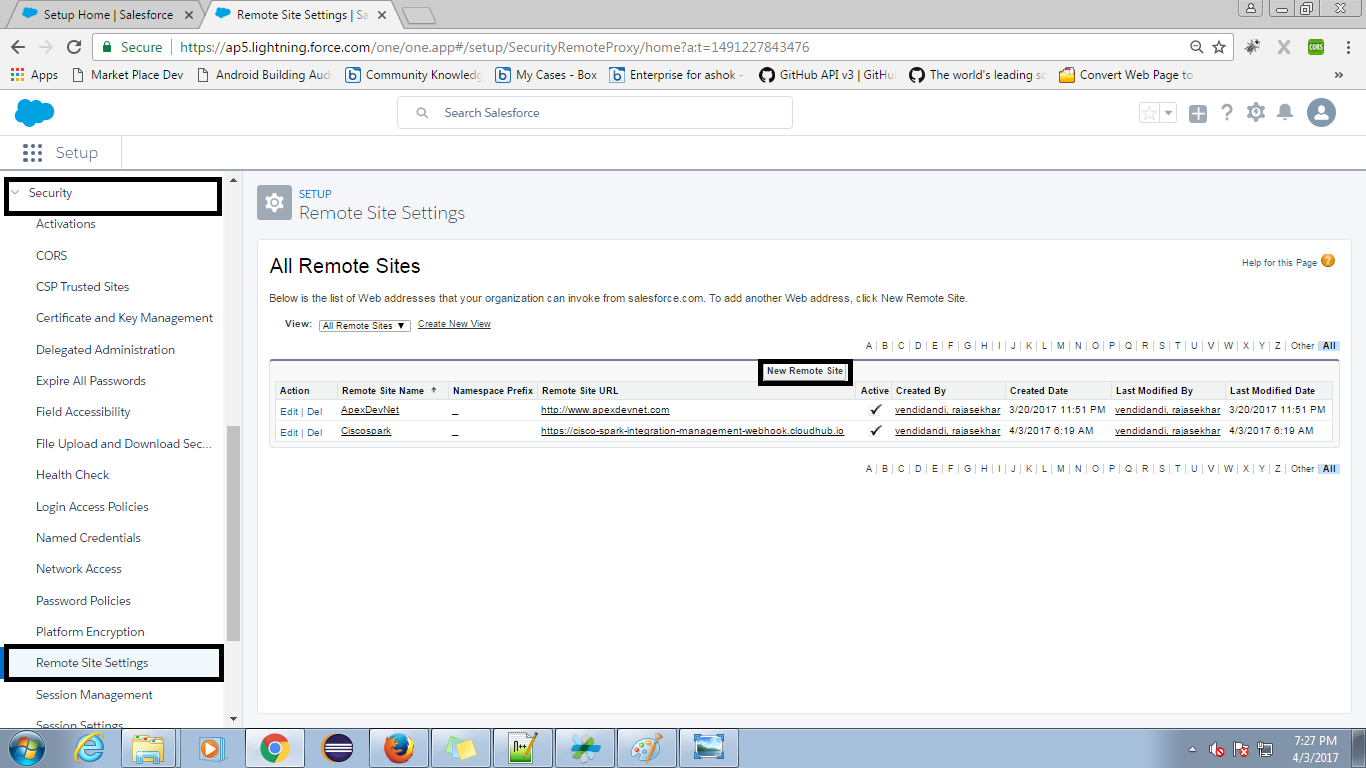 Setup Home | Salesforce
Remote Site Settings | Sa
Secure https://ap5.lightning.force.com/one/one.app#/setup/SecurityRemoteProxy/home?a:t=1491227843476
CORS
Apps Market Place Dev Android Building Aud Community Knowledg My Cases - Box Enterprise for ashok - GitHub API v3 | GitHu The world's leading so Convert Web Page to »
Search Salesforce
Setup
Security
Activations
CORS
CSP Trusted Sites
Certificate and Key Management
Delegated Administration
Expire All Passwords
Field Accessibility
File Upload and Download Sec...
Health Check
Login Access Policies
Named Credentials
Network Access
Password Policies
Platform Encryption
Remote Site Settings
Session Management
Session Settings
SETUP
Remote Site Settings
All Remote Sites
Help for this Page ?
Below is the list of Web addresses that your organization can invoke from salesforce.com. To add another Web address, click New Remote Site.
View: All Remote Sites ▼ Create New View
A | B | C | D | E | F | G | H | I | J | K | L | M | N | O | P | Q | R | S | T | U | V | W | X | Y | Z | Other All
New Remote Site
Action Remote Site Name ↑ Namespace Prefix Remote Site URL Active Created By Created Date Last Modified By Last Modified Date
Edit | Del ApexDevNet _ http://www.apexdevnet.com ✓ vendidandi, rajasekhar 3/20/2017 11:51 PM vendidandi, rajasekhar 3/20/2017 11:51 PM
Edit | Del Ciscospark _ https://cisco-spark-integration-management-webhook.cloudhub.io ✓ vendidandi, rajasekhar 4/3/2017 6:19 AM vendidandi, rajasekhar 4/3/2017 6:19 AM
A | B | C | D | E | F | G | H | I | J | K | L | M | N | O | P | Q | R | S | T | U | V | W | X | Y | Z | Other All
7:27 PM
4/3/2017